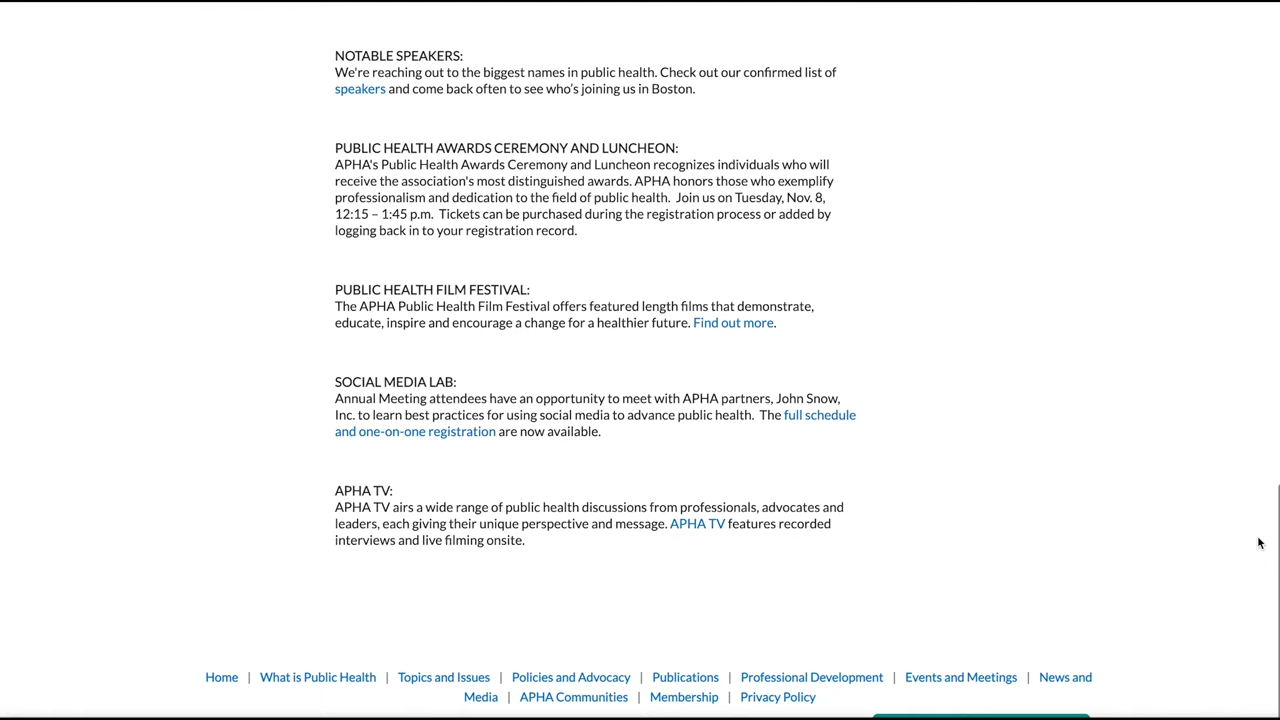 NOTABLE SPEAKERS:
We're reaching out to the biggest names in public health. Check out our confirmed list of
speakers and come back often to see who's joining us in Boston.
PUBLIC HEALTH AWARDS CEREMONY AND LUNCHEON:
APHA's Public Health Awards Ceremony and Luncheon recognizes individuals who will
receive the association's most distinguished awards. APHA honors those who exemplify
professionalism and dedication to the field of public health.  Join us on Tuesday, Nov. 8,
12:15 – 1:45 p.m.  Tickets can be purchased during the registration process or added by
logging back in to your registration record.
PUBLIC HEALTH FILM FESTIVAL:
The APHA Public Health Film Festival offers featured length films that demonstrate,
educate, inspire and encourage a change for a healthier future. Find out more.
SOCIAL MEDIA LAB:
Annual Meeting attendees have an opportunity to meet with APHA partners, John Snow,
Inc. to learn best practices for using social media to advance public health.  The full schedule
and one-on-one registration are now available.
APHA TV:
APHA TV airs a wide range of public health discussions from professionals, advocates and
leaders, each giving their unique perspective and message. APHA TV features recorded
interviews and live filming onsite.
Home | What is Public Health | Topics and Issues | Policies and Advocacy | Publications | Professional Development | Events and Meetings | News and
Media | APHA Communities | Membership | Privacy Policy